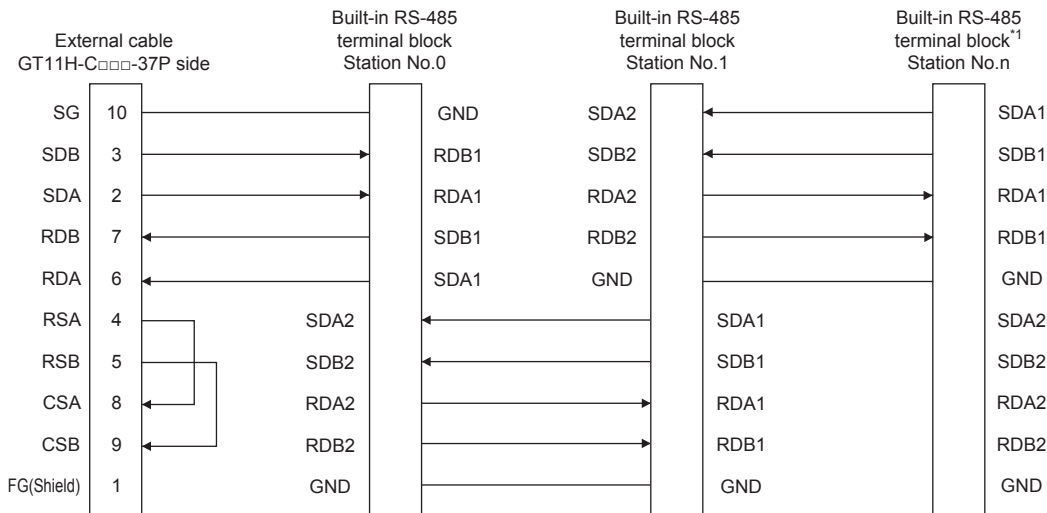 External cable
GT11H-C□□□-37P side
Built-in RS-485
terminal block
Station No.0
Built-in RS-485
terminal block
Station No.1
Built-in RS-485
terminal block*1
Station No.n
SG 10 GND SDA2 SDA1
SDB 3 RDB1 SDB2 SDB1
SDA 2 RDA1 RDA2 RDA1
RDB 7 SDB1 RDB2 RDB1
RDA 6 SDA1 GND GND
RSA 4 SDA2 SDA1 SDA2
RSB 5 SDB2 SDB1 SDB2
CSA 8 RDA2 RDA1 RDA2
CSB 9 RDB2 RDB1 RDB2
FG(Shield) 1 GND GND GND